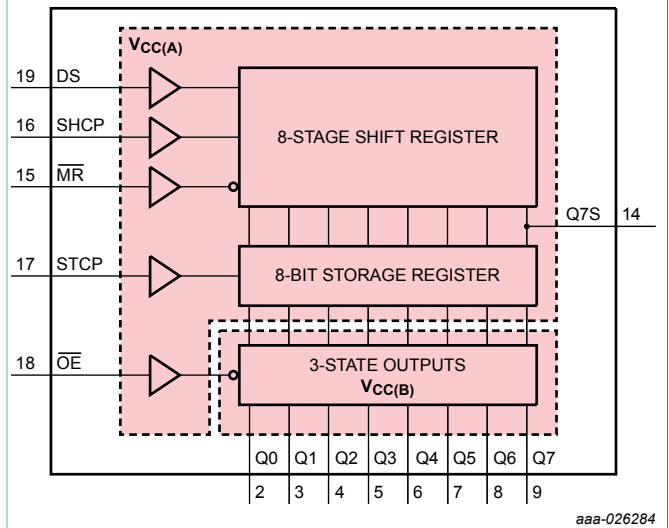 VCC(A)
19 DS
16 SHCP
8-STAGE SHIFT REGISTER
15 M̅R̅
Q7S 14
17 STCP
8-BIT STORAGE REGISTER
18 O̅E̅
3-STATE OUTPUTS
VCC(B)
Q0 Q1 Q2 Q3 Q4 Q5 Q6 Q7
2 3 4 5 6 7 8 9
aaa-026284